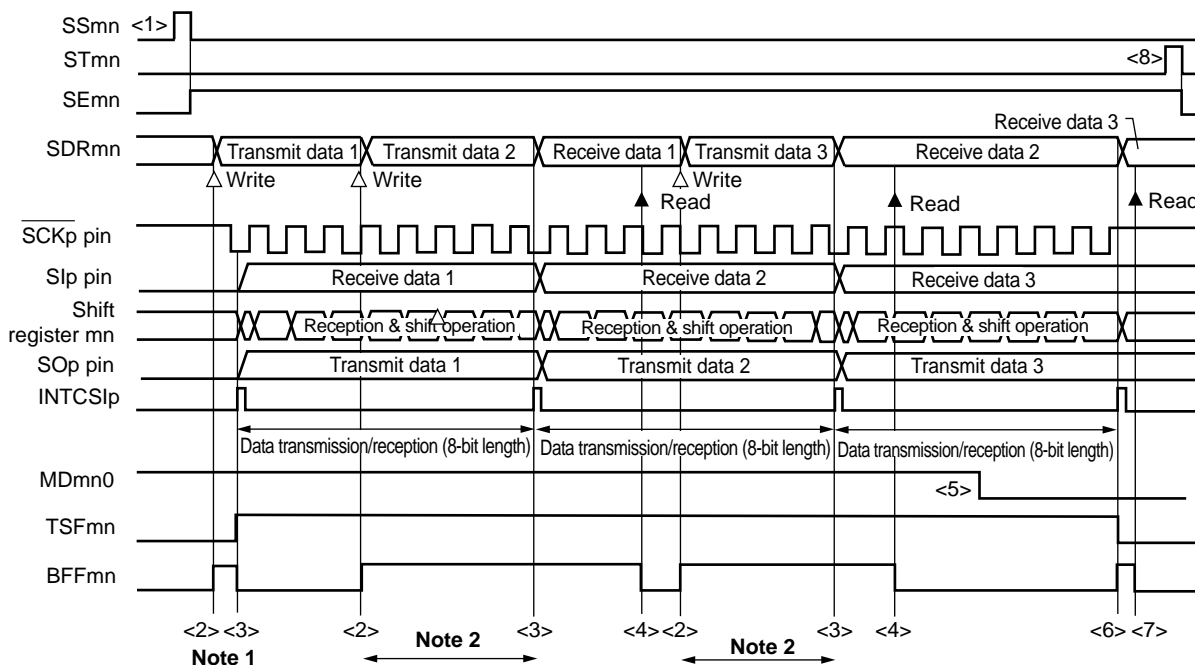 SSmn <1>
STmn <8>
SEmn
Receive data 3
SDRmn Transmit data 1 Transmit data 2 Receive data 1 Transmit data 3 Receive data 2
Write Write Write
Read Read Read
SCKp pin
SIp pin Receive data 1 Receive data 2 Receive data 3
Shift
register mn Reception & shift operation Reception & shift operation Reception & shift operation
SOp pin Transmit data 1 Transmit data 2 Transmit data 3
INTCSIp
Data transmission/reception (8-bit length) Data transmission/reception (8-bit length) Data transmission/reception (8-bit length)
MDmn0 <5>
TSFmn
BFFmn
<2> <3> <2> <3> <4> <2> <3> <4> <6> <7>
Note 1 Note 2 Note 2